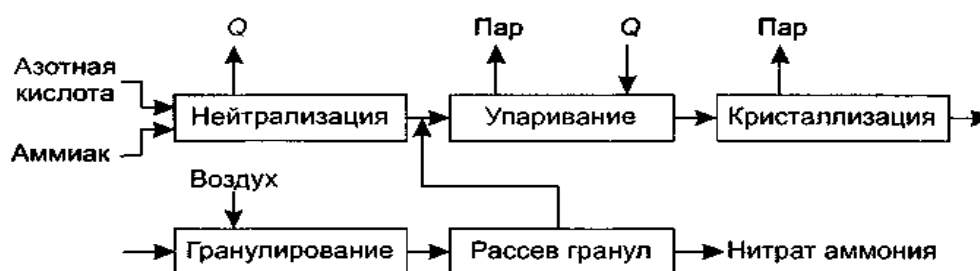 Q
Пар
Q
Пар
Азотная
кислота
Нейтрализация
Упаривание
Кристаллизация
Аммиак
Воздух
Гранулирование
Рассев гранул
Нитрат аммония